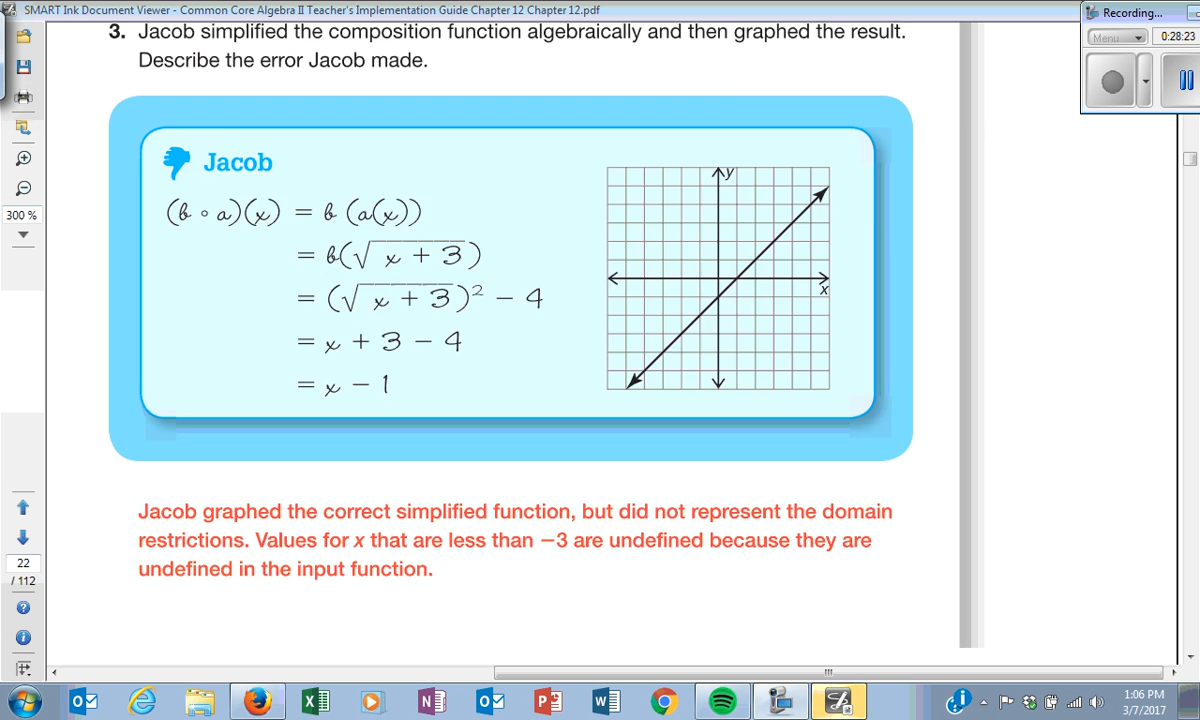 SMART Ink Document Viewer - Common Core Algebra II Teacher's Implementation Guide Chapter 12 Chapter 12.pdf
Recording...
Menu
0:28:23
3. Jacob simplified the composition function algebraically and then graphed the result.
Describe the error Jacob made.
Jacob
(b ∘ a)(x) = b (a(x))
= b(√x + 3)
= (√x + 3)² − 4
= x + 3 − 4
= x − 1
y
x
300 %
Jacob graphed the correct simplified function, but did not represent the domain
restrictions. Values for x that are less than −3 are undefined because they are
undefined in the input function.
22
/ 112
1:06 PM
3/7/2017